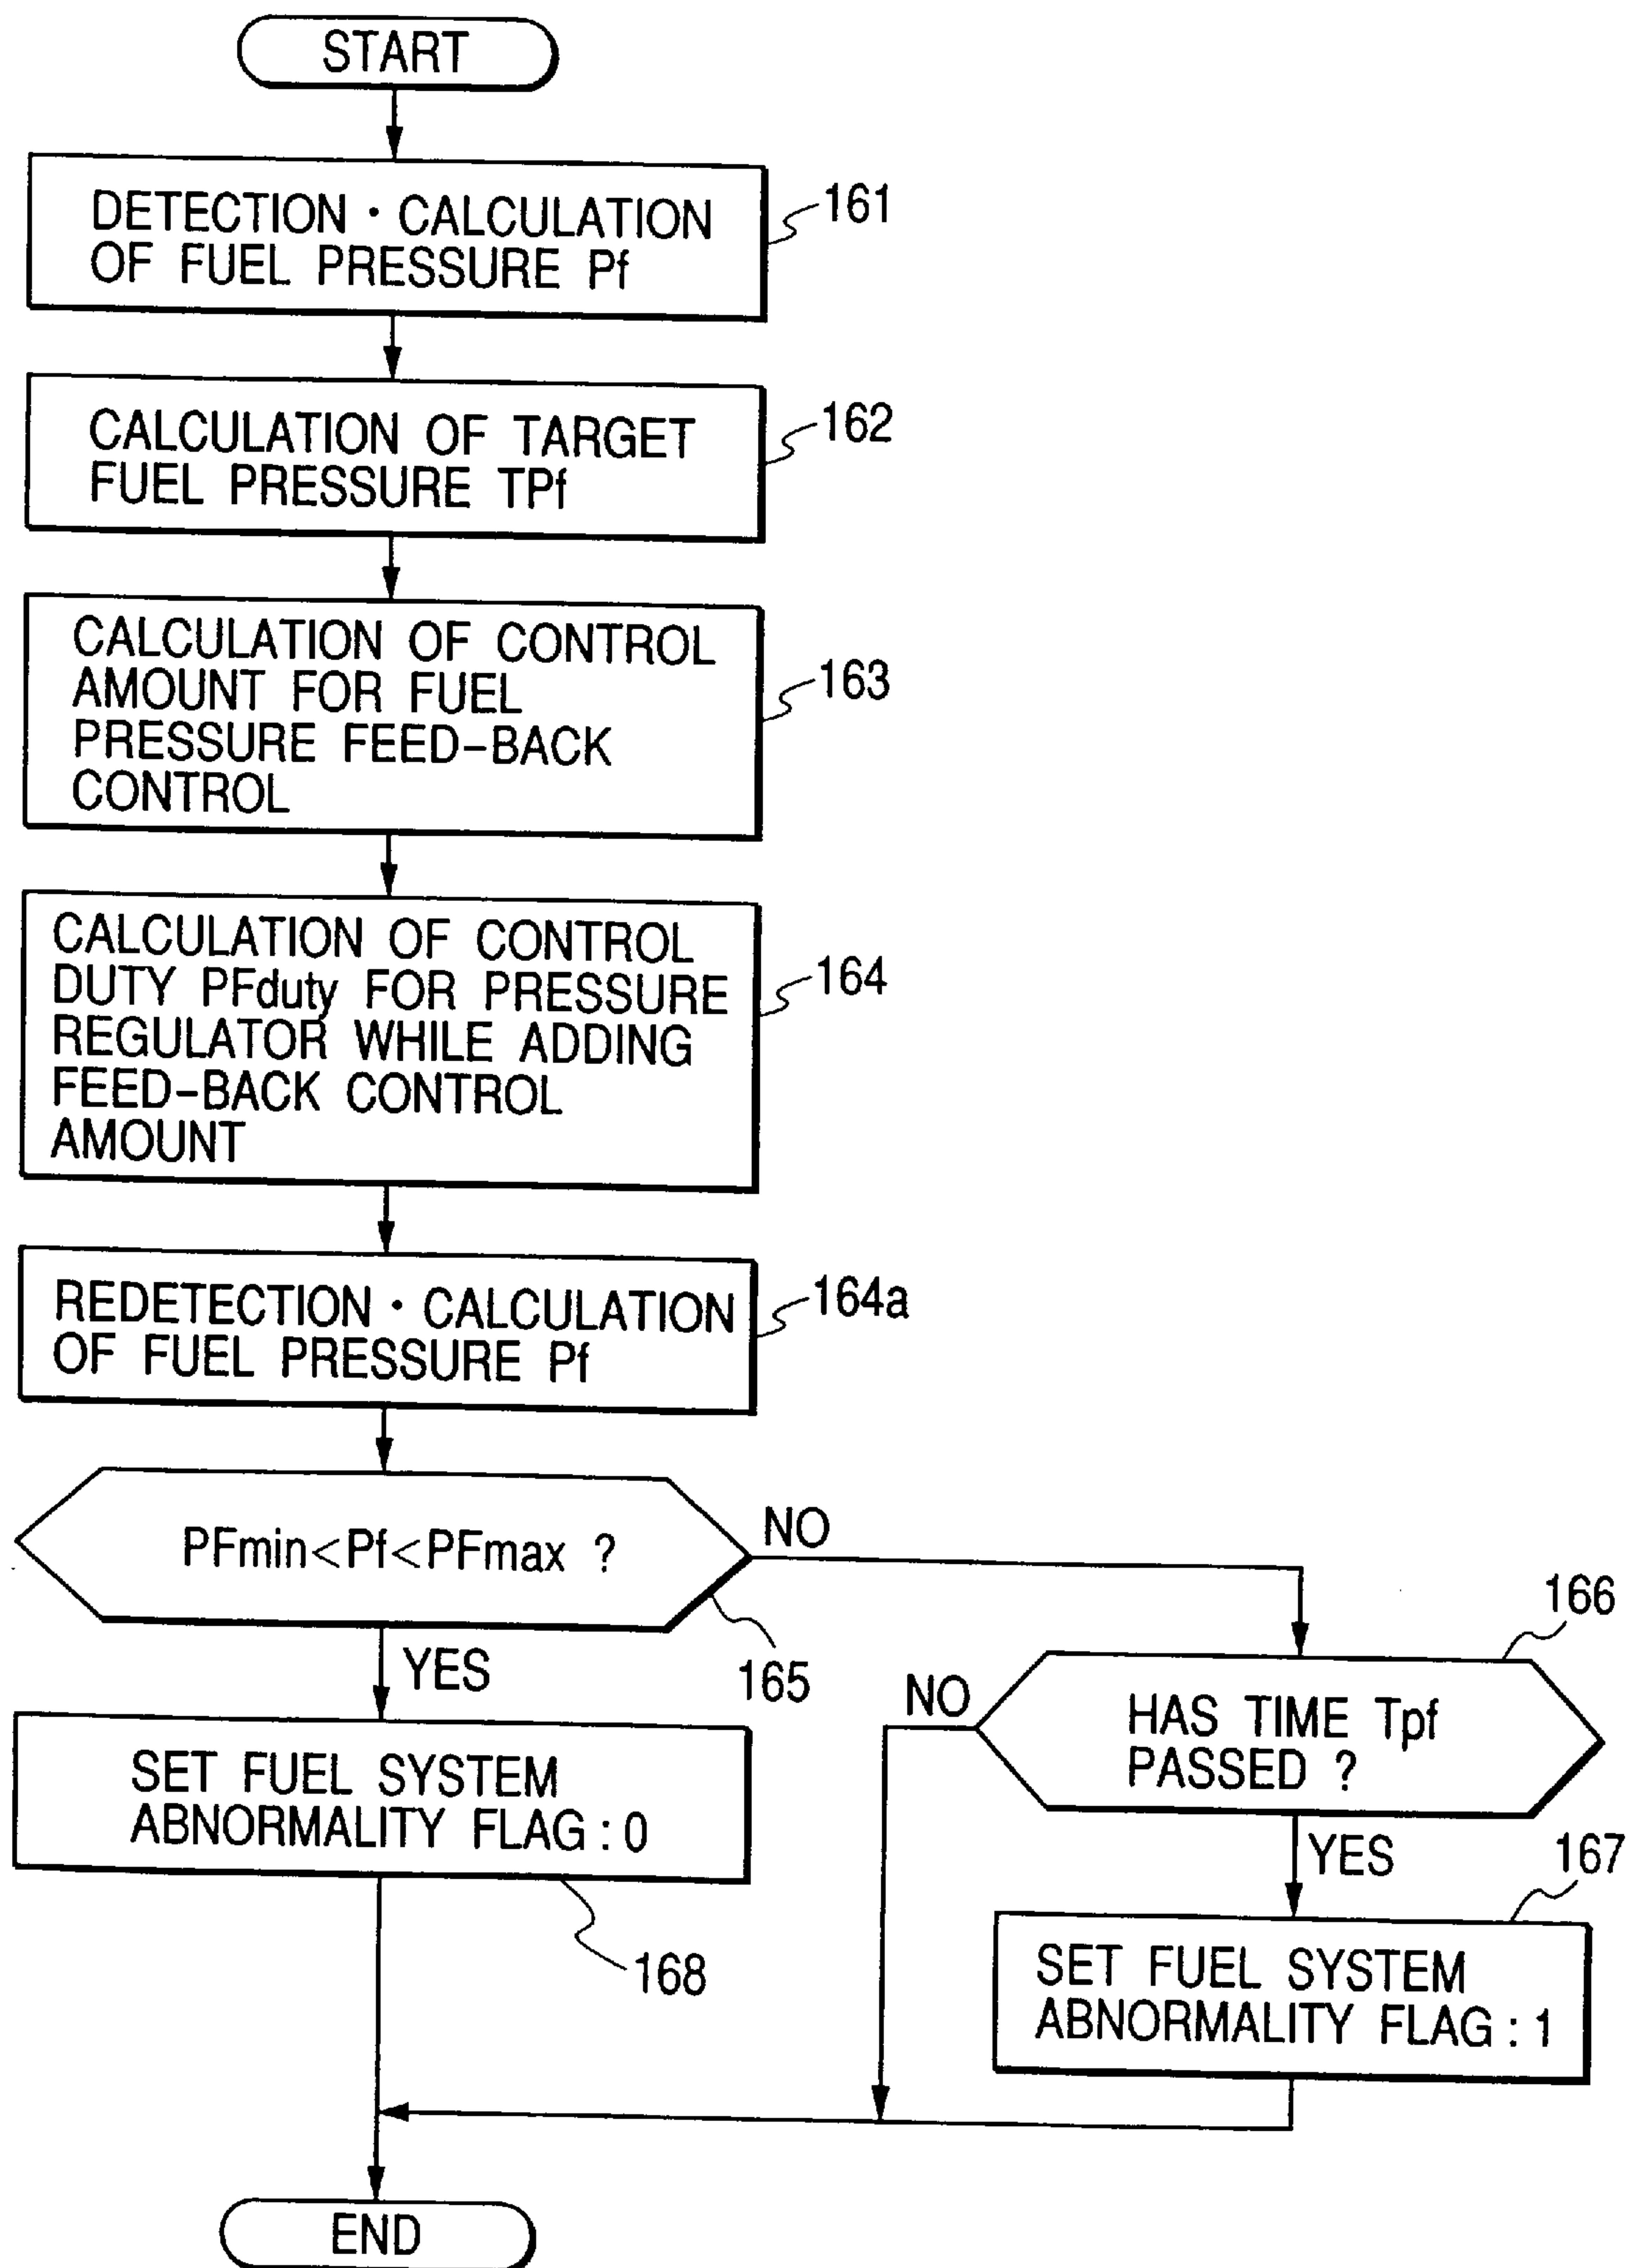 START
DETECTION・CALCULATION
OF FUEL PRESSURE Pf
161
CALCULATION OF TARGET
FUEL PRESSURE TPf
162
CALCULATION OF CONTROL
AMOUNT FOR FUEL
PRESSURE FEED-BACK
CONTROL
163
CALCULATION OF CONTROL
DUTY PFduty FOR PRESSURE
REGULATOR WHILE ADDING
FEED-BACK CONTROL
AMOUNT
164
REDETECTION・CALCULATION
OF FUEL PRESSURE Pf
164a
PFmin<Pf<PFmax ?
NO
165
YES
166
HAS TIME Tpf
PASSED ?
NO
YES
SET FUEL SYSTEM
ABNORMALITY FLAG:0
168
167
SET FUEL SYSTEM
ABNORMALITY FLAG:1
END